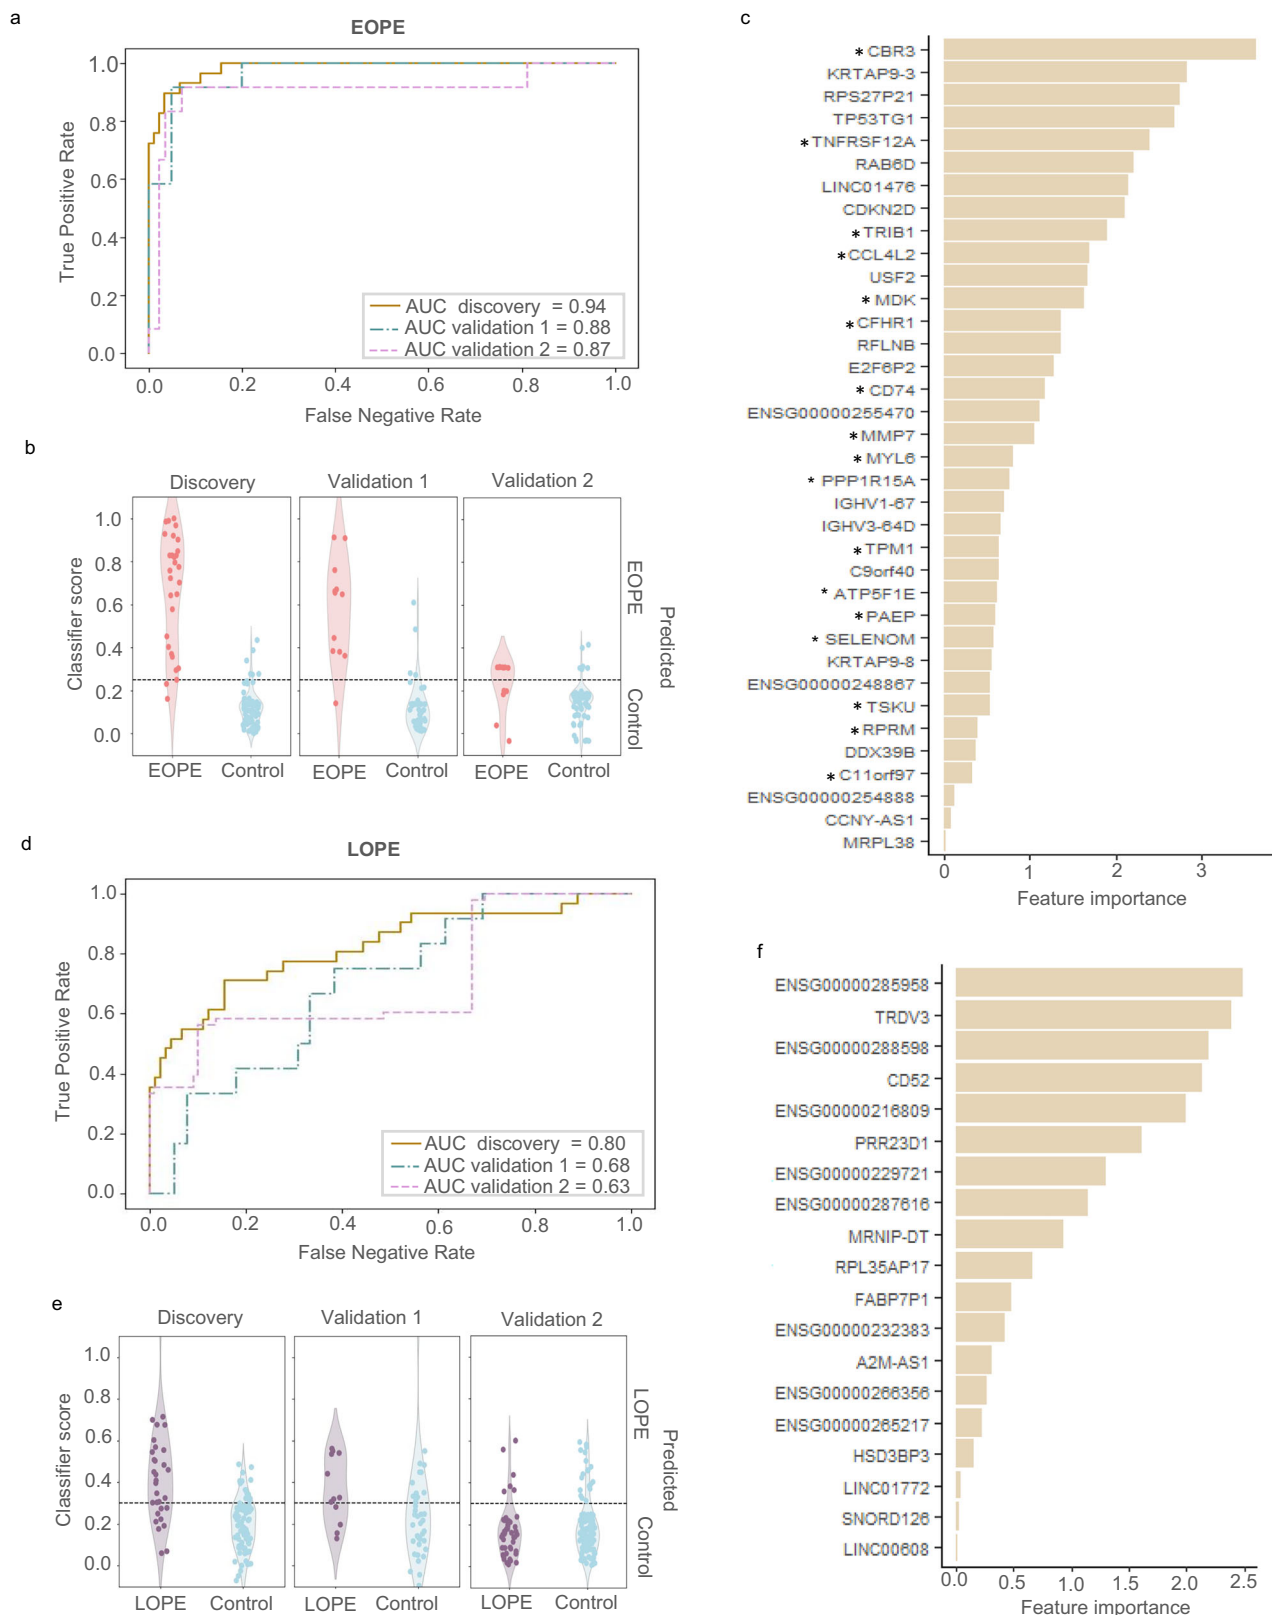 a
EOPE
1.0
0.8
0.6
0.4
0.2
0.0
True Positive Rate
AUC discovery = 0.94
AUC validation 1 = 0.88
AUC validation 2 = 0.87
0.0 0.2 0.4 0.6 0.8 1.0
False Negative Rate
b
Discovery Validation 1 Validation 2
1.0
0.8
0.6
0.4
0.2
0.0
Classifier score
EOPE
Control
Predicted
EOPE Control EOPE Control EOPE Control
c
* CBR3
KRTAP9-3
RPS27P21
TP53TG1
* TNFRSF12A
RAB6D
LINC01476
CDKN2D
* TRIB1
* CCL4L2
USF2
* MDK
* CFHR1
RFLNB
E2F6P2
* CD74
ENSG00000255470
* MMP7
* MYL6
* PPP1R15A
IGHV1-67
IGHV3-64D
* TPM1
C9orf40
* ATP5F1E
* PAEP
* SELENOM
KRTAP9-8
ENSG00000248867
* TSKU
* RPRM
DDX39B
* C11orf97
ENSG00000254888
CCNY-AS1
MRPL38
0 1 2 3
Feature importance
d
LOPE
1.0
0.8
0.6
0.4
0.2
0.0
True Positive Rate
AUC discovery = 0.80
AUC validation 1 = 0.68
AUC validation 2 = 0.63
0.0 0.2 0.4 0.6 0.8 1.0
False Negative Rate
e
Discovery Validation 1 Validation 2
1.0
0.8
0.6
0.4
0.2
0.0
Classifier score
LOPE
Control
Predicted
LOPE Control LOPE Control LOPE Control
f
ENSG00000285958
TRDV3
ENSG00000288598
CD52
ENSG00000216809
PRR23D1
ENSG00000229721
ENSG00000287616
MRNIP-DT
RPL35AP17
FABP7P1
ENSG00000232383
A2M-AS1
ENSG00000266356
ENSG00000265217
HSD3BP3
LINC01772
SNORD126
LINC00608
0.0 0.5 1.0 1.5 2.0 2.5
Feature importance